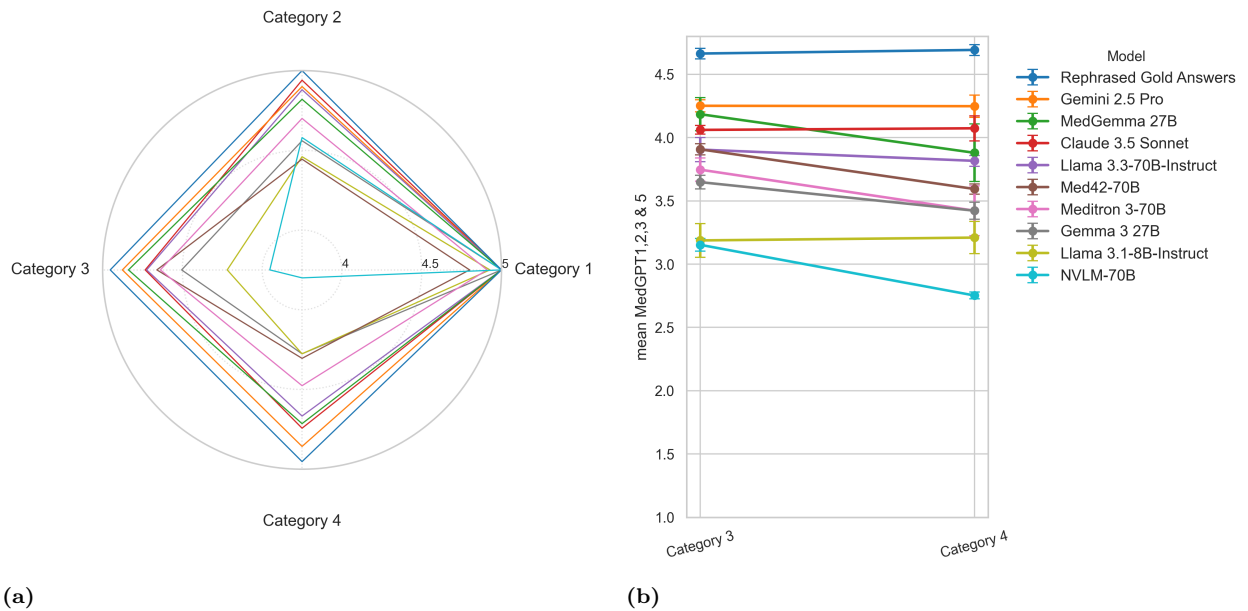 Category 2
Category 3
4
4.5
5
Category 1
Category 4
(a)
mean MedGPT1,2,3 & 5
4.5
4.0
3.5
3.0
2.5
2.0
1.5
1.0
Category 3
Category 4
Model
Rephrased Gold Answers
Gemini 2.5 Pro
MedGemma 27B
Claude 3.5 Sonnet
Llama 3.3-70B-Instruct
Med42-70B
Meditron 3-70B
Gemma 3 27B
Llama 3.1-8B-Instruct
NVLM-70B
(b)